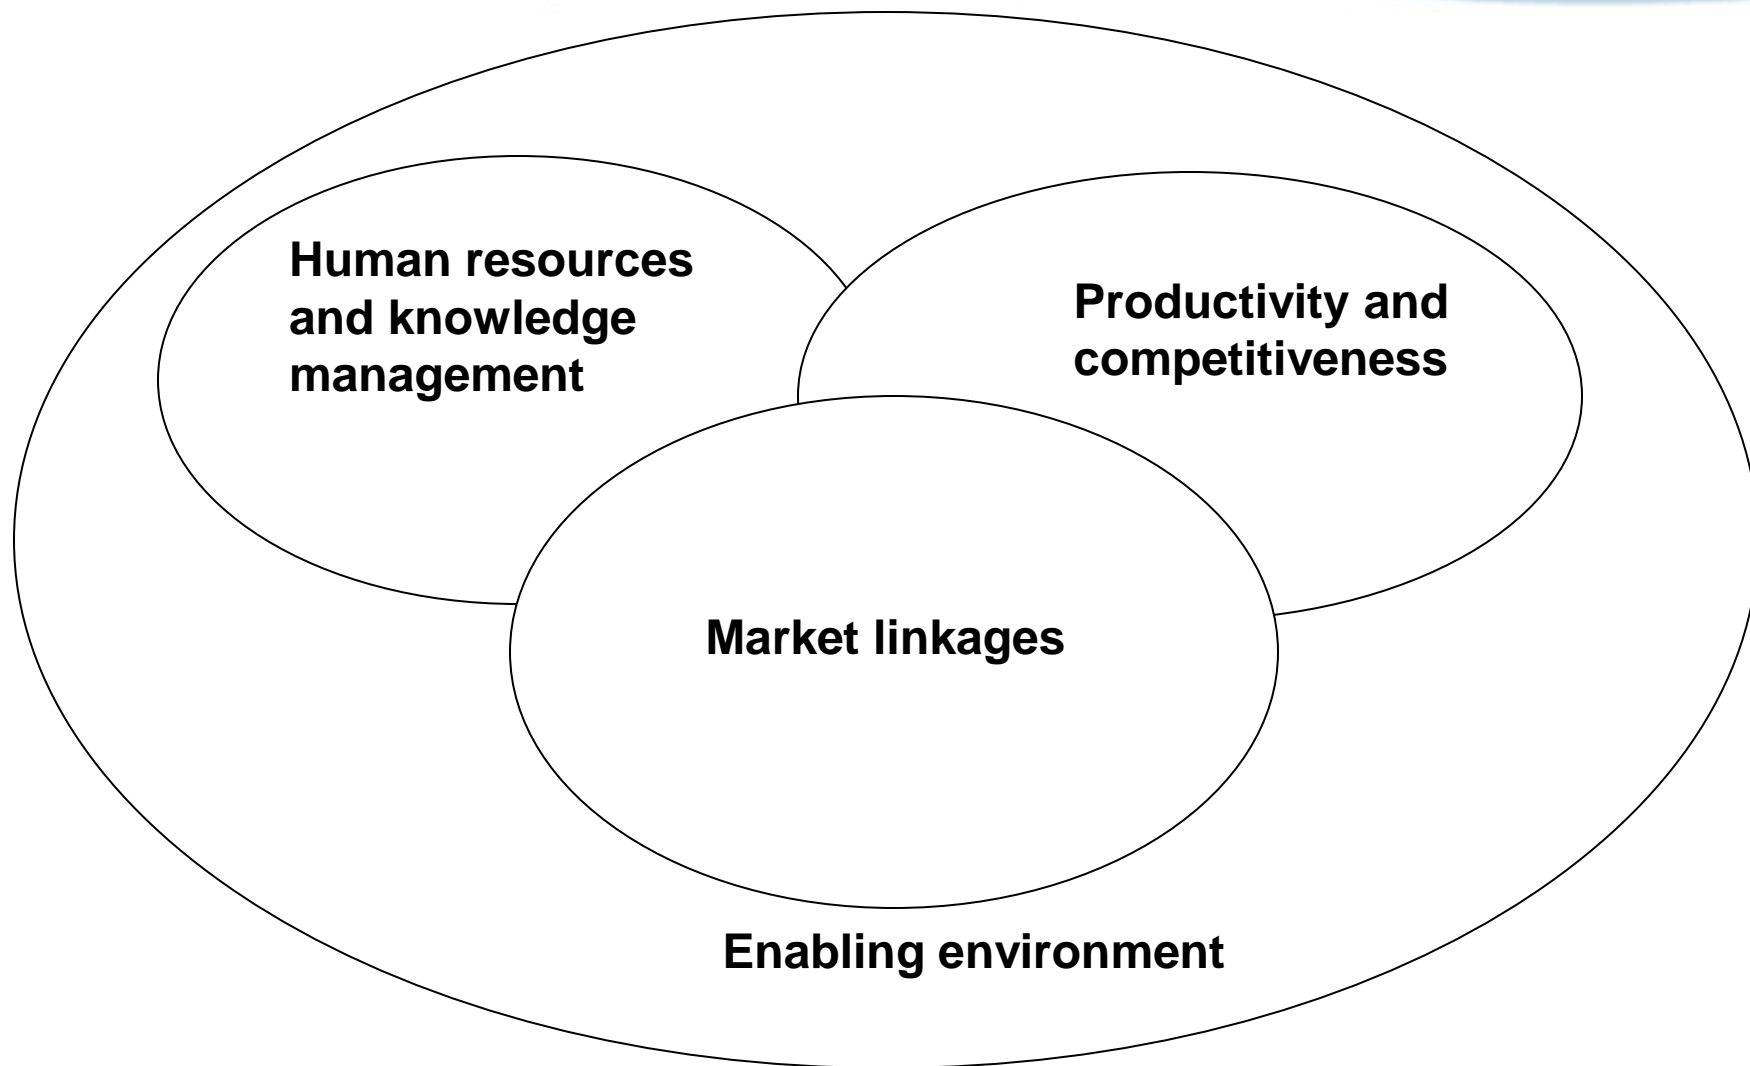 Human resources
and knowledge
management
Productivity and
competitiveness
Market linkages
Enabling environment